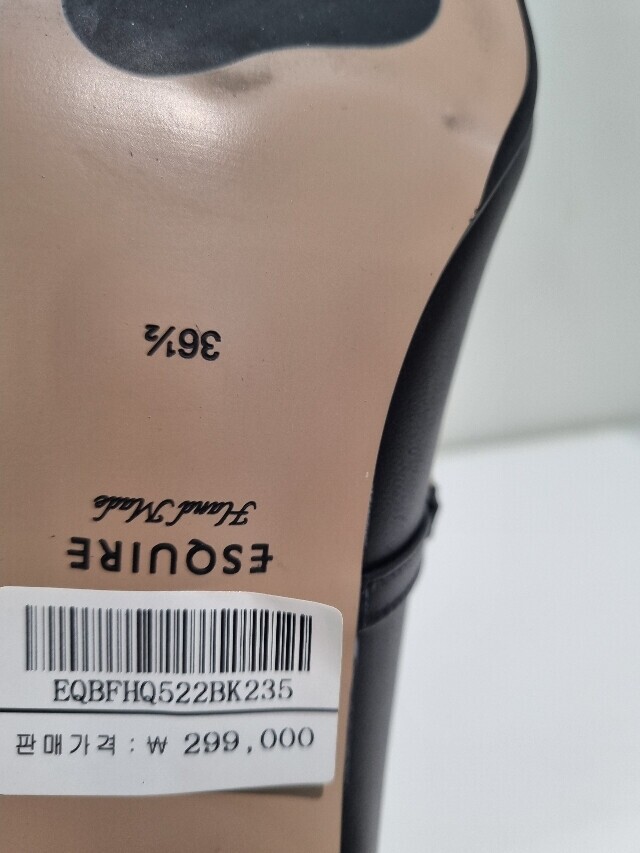 36½
Hand Made
ESQUIRE
EQBFHQ522BK235
판매가격 : ₩ 299,000